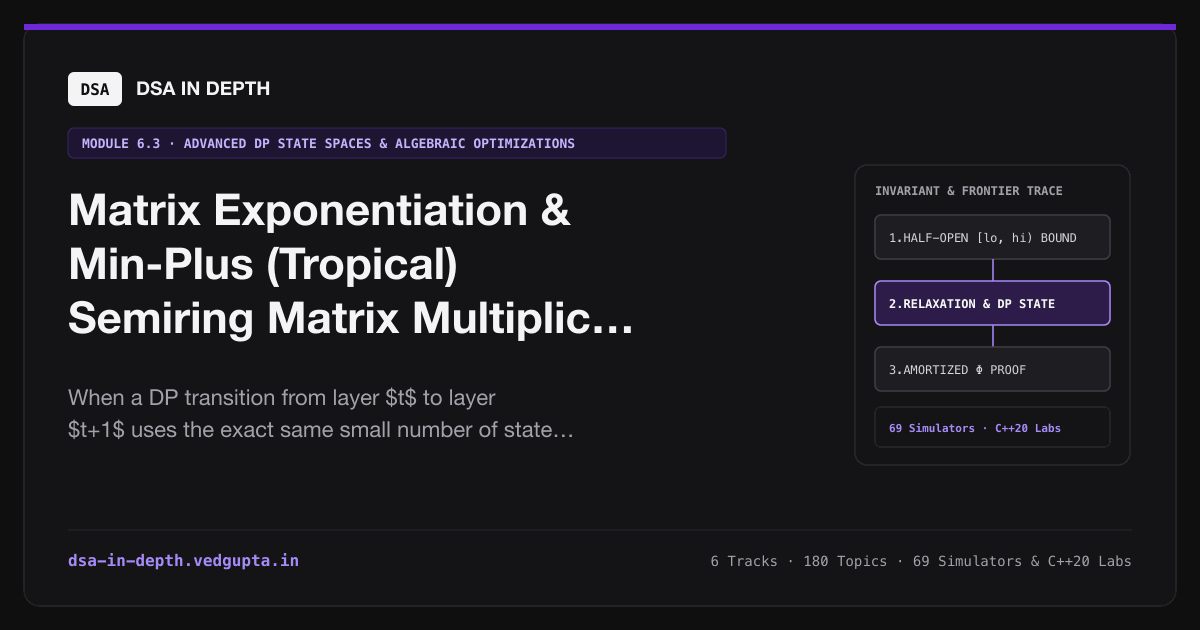 DSA
DSA IN DEPTH
MODULE 6.3 · ADVANCED DP STATE SPACES & ALGEBRAIC OPTIMIZATIONS
Matrix Exponentiation &
Min-Plus (Tropical)
Semiring Matrix Multiplic…
When a DP transition from layer $t$ to layer
$t+1$ uses the exact same small number of state…
INVARIANT & FRONTIER TRACE
1.HALF-OPEN [lo, hi) BOUND
2.RELAXATION & DP STATE
3.AMORTIZED Φ PROOF
69 Simulators · C++20 Labs
dsa-in-depth.vedgupta.in
6 Tracks · 180 Topics · 69 Simulators & C++20 Labs